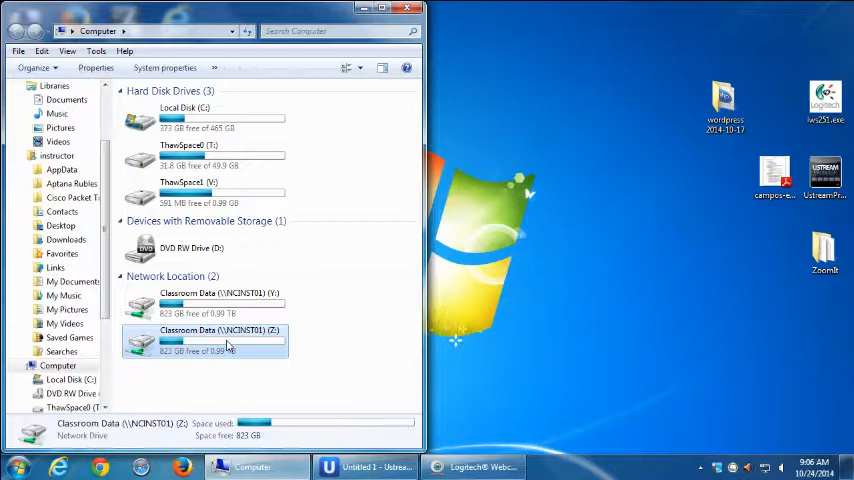 Computer
Search Computer
File Edit View Tools Help
Organize Properties System properties »
Libraries
Documents
Music
Pictures
Videos
instructor
AppData
Aptana Rubles
Cisco Packet T
Contacts
Desktop
Downloads
Favorites
Links
My Documents
My Music
My Pictures
My Videos
Saved Games
Searches
Computer
Local Disk (C:)
DVD RW Drive
ThawSpace0 (T
Hard Disk Drives (3)
Local Disk (C:)
373 GB free of 465 GB
ThawSpace0 (T:)
31.8 GB free of 49.9 GB
ThawSpace1 (V:)
591 MB free of 0.99 GB
Devices with Removable Storage (1)
DVD
DVD RW Drive (D:)
Network Location (2)
Classroom Data (\\NCINST01) (Y:)
823 GB free of 0.99 TB
Classroom Data (\\NCINST01) (Z:)
823 GB free of 0.99 TB
Classroom Data (\\NCINST01) (Z:) Space used:
Network Drive Space free: 823 GB
wordpress
2014-10-17
Logitech
lws251.exe
campos-e...
USTREAM
UstreamPr...
ZoomIt
Computer
U Untitled 1 - Ustrea...
Logitech® Webc...
9:06 AM
10/24/2014